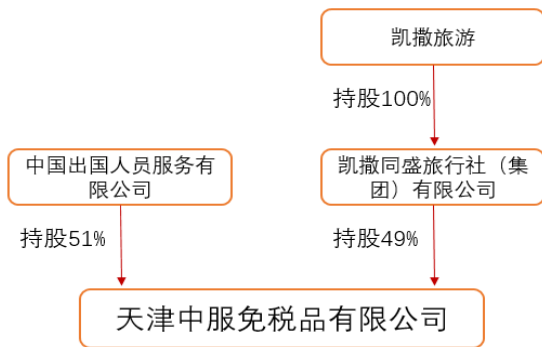 凯撒旅游
持股100%
中国出国人员服务有
限公司
凯撒同盛旅行社（集
团）有限公司
持股51%
持股49%
天津中服免税品有限公司